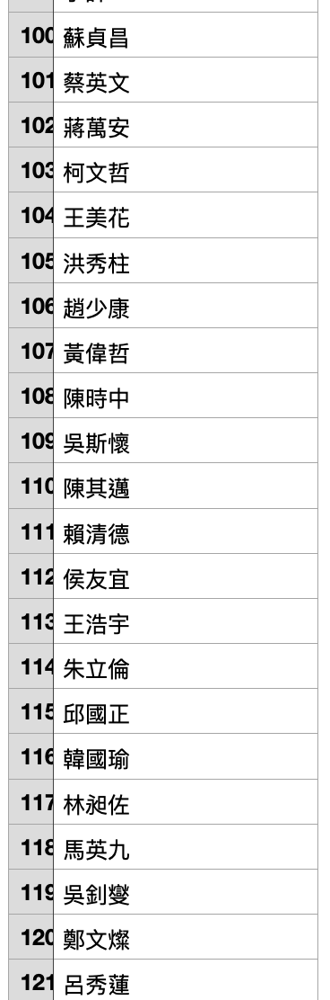 100 蘇貞昌
101 蔡英文
102 蔣萬安
103 柯文哲
104 王美花
105 洪秀柱
106 趙少康
107 黃偉哲
108 陳時中
109 吳斯懷
110 陳其邁
111 賴清德
112 侯友宜
113 王浩宇
114 朱立倫
115 邱國正
116 韓國瑜
117 林昶佐
118 馬英九
119 吳釗燮
120 鄭文燦
121 呂秀蓮